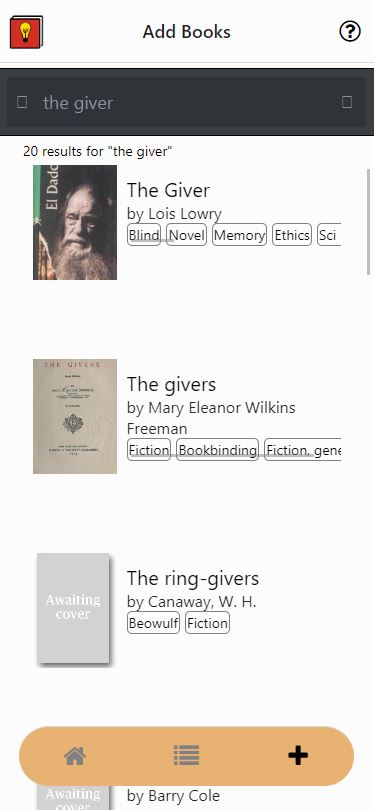 Add Books
the giver
20 results for "the giver"
El Dado
The Giver
by Lois Lowry
Blind Novel Memory Ethics Sci
THE GIVERS
The givers
by Mary Eleanor Wilkins
Freeman
Fiction Bookbinding Fiction, gene
Awaiting
cover
The ring-givers
by Canaway, W. H.
Beowulf Fiction
Awaiting
cover
by Barry Cole